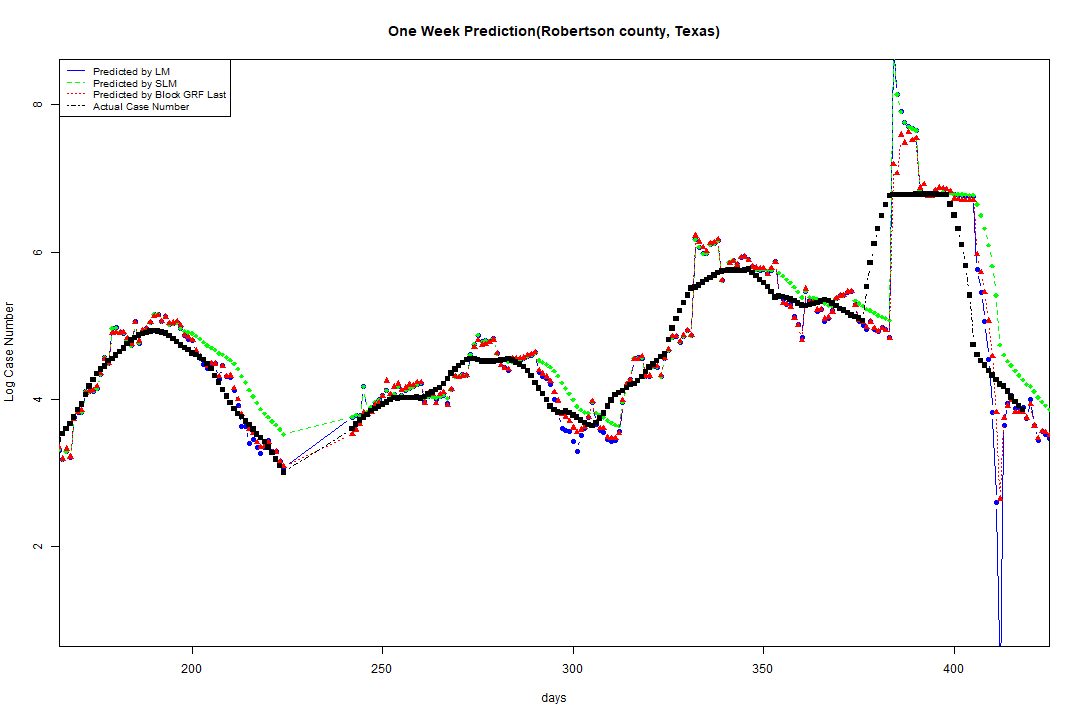 One Week Prediction(Robertson county, Texas)
Predicted by LM
Predicted by SLM
Predicted by Block GRF Last
Actual Case Number
8
6
4
2
Log Case Number
200 250 300 350 400
days